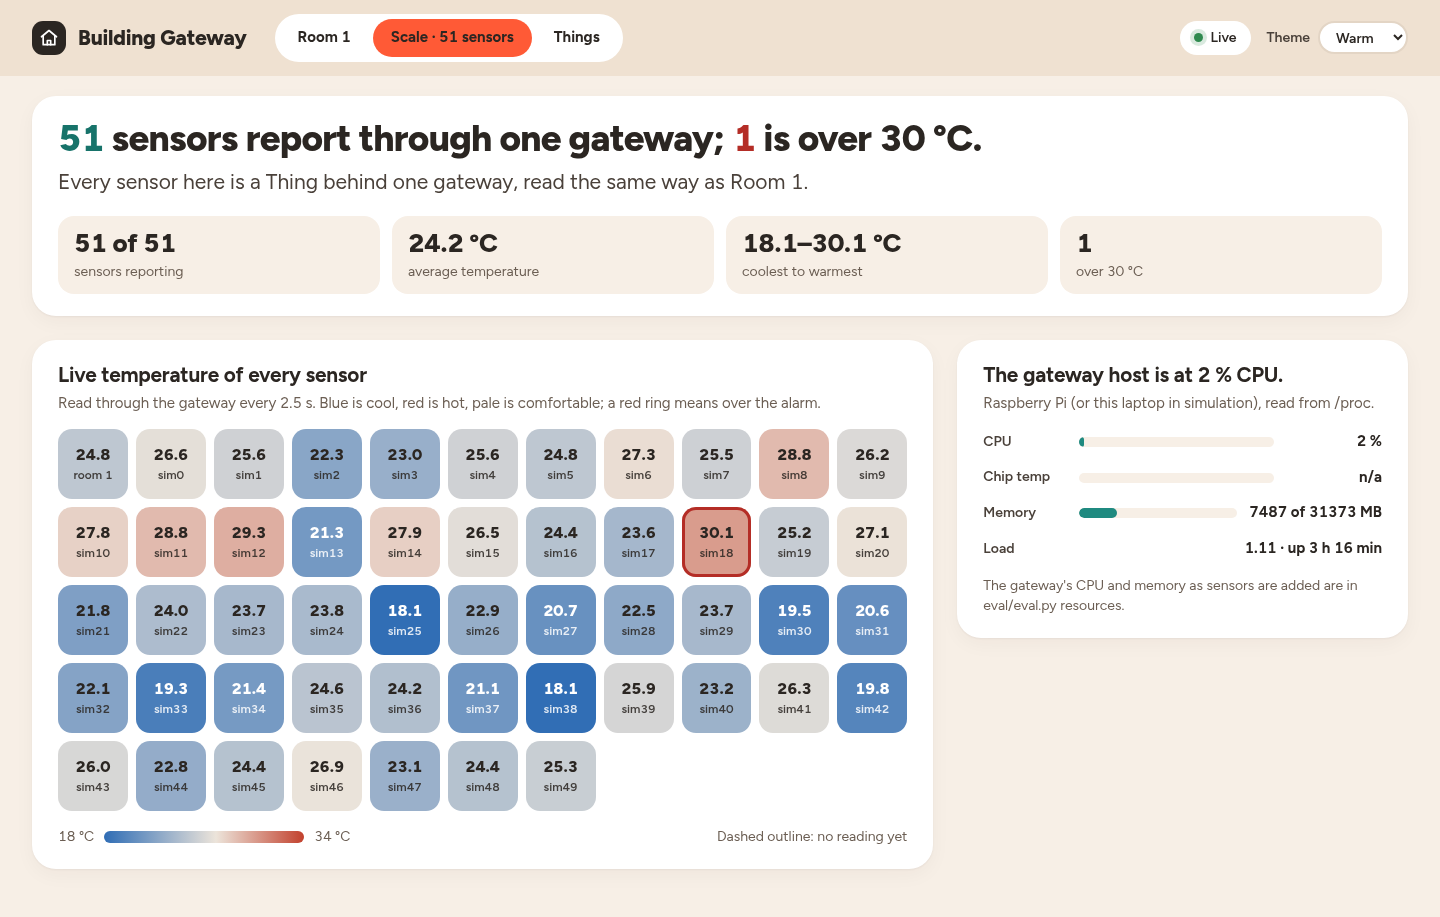 Building Gateway
Room 1
Scale · 51 sensors
Things
Live
Theme
Warm
51 sensors report through one gateway; 1 is over 30 °C.
Every sensor here is a Thing behind one gateway, read the same way as Room 1.
51 of 51
sensors reporting
24.2 °C
average temperature
18.1–30.1 °C
coolest to warmest
1
over 30 °C
Live temperature of every sensor
Read through the gateway every 2.5 s. Blue is cool, red is hot, pale is comfortable; a red ring means over the alarm.
24.8 26.6 25.6 22.3 23.0 25.6 24.8 27.3 25.5 28.8 26.2
room 1 sim0 sim1 sim2 sim3 sim4 sim5 sim6 sim7 sim8 sim9
27.8 28.8 29.3 21.3 27.9 26.5 24.4 23.6 30.1 25.2 27.1
sim10 sim11 sim12 sim13 sim14 sim15 sim16 sim17 sim18 sim19 sim20
21.8 24.0 23.7 23.8 18.1 22.9 20.7 22.5 23.7 19.5 20.6
sim21 sim22 sim23 sim24 sim25 sim26 sim27 sim28 sim29 sim30 sim31
22.1 19.3 21.4 24.6 24.2 21.1 18.1 25.9 23.2 26.3 19.8
sim32 sim33 sim34 sim35 sim36 sim37 sim38 sim39 sim40 sim41 sim42
26.0 22.8 24.4 26.9 23.1 24.4 25.3
sim43 sim44 sim45 sim46 sim47 sim48 sim49
18 °C
34 °C
Dashed outline: no reading yet
The gateway host is at 2 % CPU.
Raspberry Pi (or this laptop in simulation), read from /proc.
CPU 2 %
Chip temp n/a
Memory 7487 of 31373 MB
Load 1.11 · up 3 h 16 min
The gateway's CPU and memory as sensors are added are in
eval/eval.py resources.